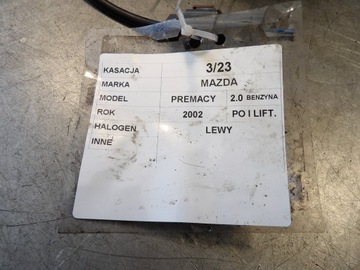 KASACJA 3/23
MARKA MAZDA
MODEL PREMACY 2.0 BENZYNA
ROK 2002 PO I LIFT.
HALOGEN LEWY
INNE